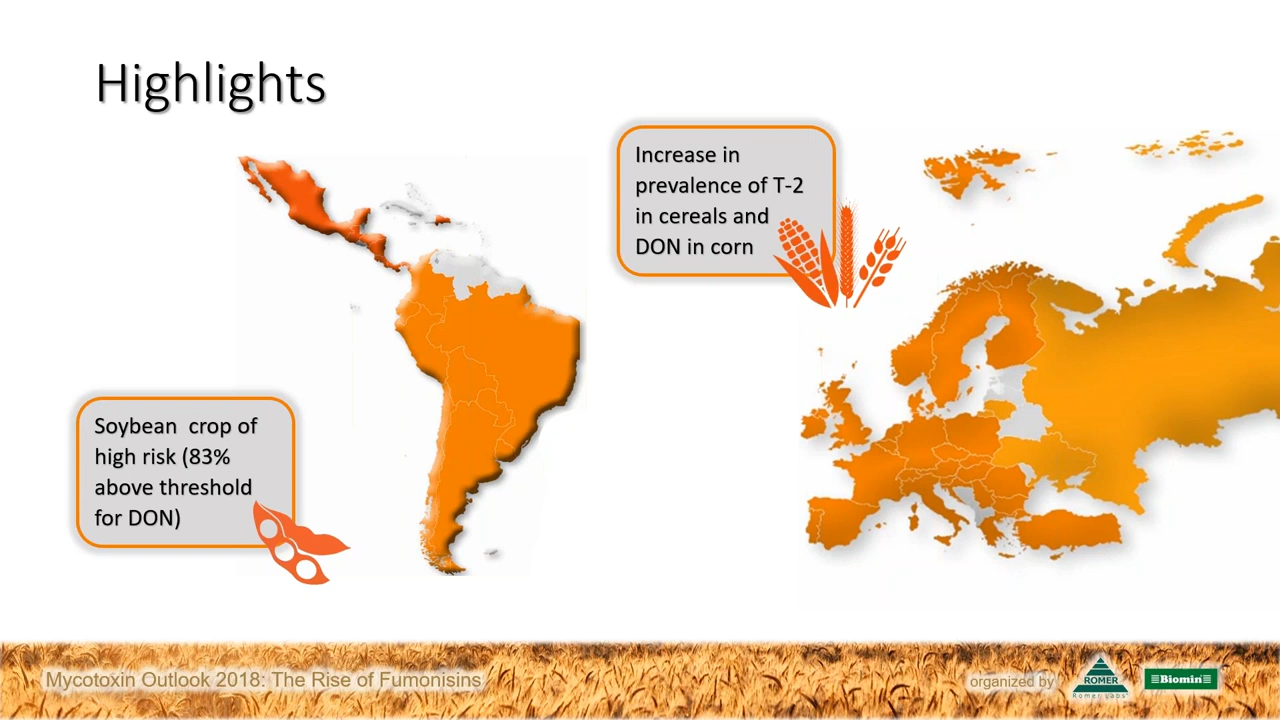 Highlights
Increase in
prevalence of T-2
in cereals and
DON in corn
Soybean  crop of
high risk (83%
above threshold
for DON)
Mycotoxin Outlook 2018: The Rise of Fumonisins
organized by
ROMER
Romer Labs®
Biomin